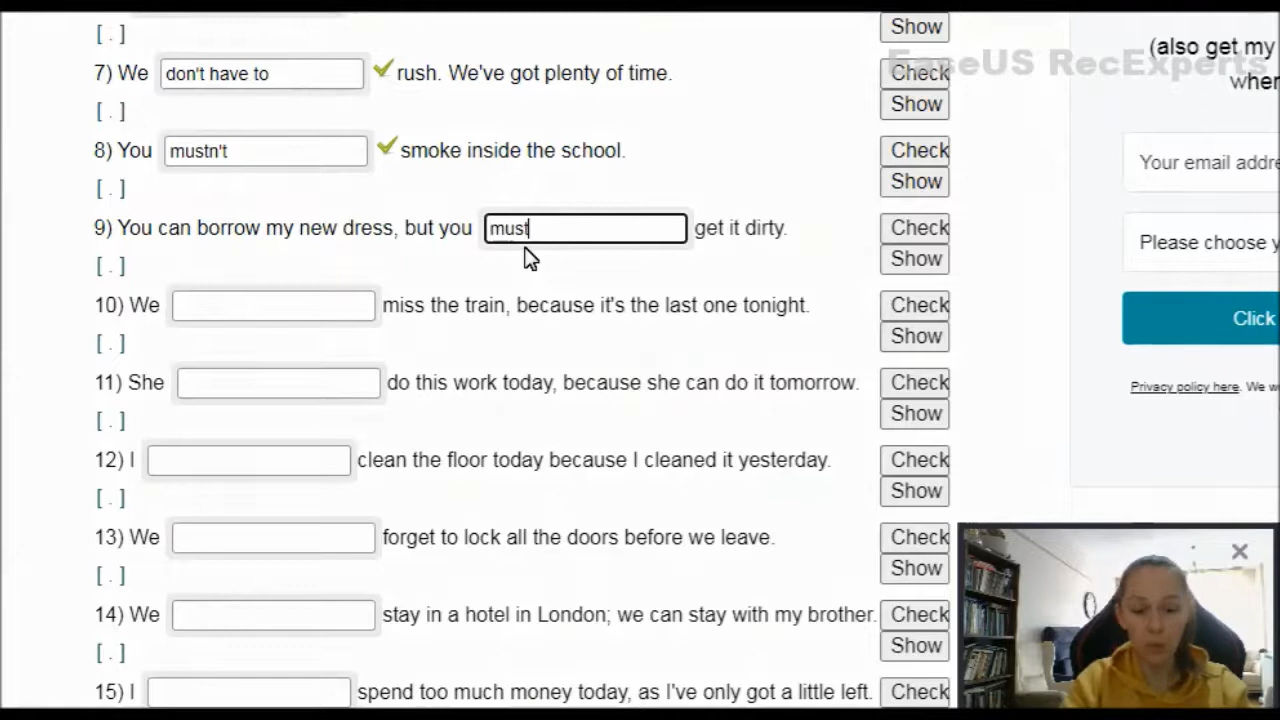 [ . ]
Show
(also get my
EaseUS RecExperts
7) We don't have to rush. We've got plenty of time.
Check
when
[ . ]
Show
8) You mustn't smoke inside the school.
Check
Your email addre
[ . ]
Show
9) You can borrow my new dress, but you must get it dirty.
Check
Please choose y
[ . ]
Show
10) We miss the train, because it's the last one tonight.
Check
Click
[ . ]
Show
11) She do this work today, because she can do it tomorrow.
Check
Privacy policy here. We w
[ . ]
Show
12) I clean the floor today because I cleaned it yesterday.
Check
[ . ]
Show
13) We forget to lock all the doors before we leave.
Check
[ . ]
Show
14) We stay in a hotel in London; we can stay with my brother.
Check
[ . ]
Show
15) I spend too much money today, as I've only got a little left.
Check